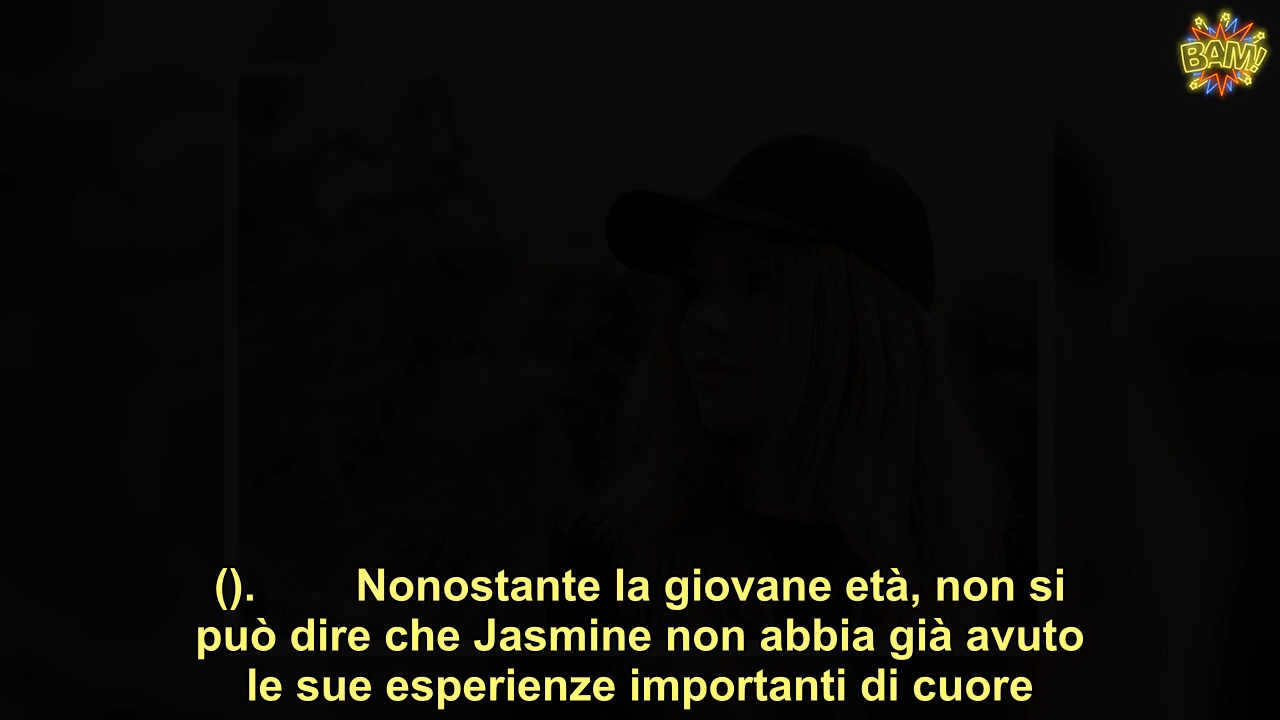 BAM!
(). Nonostante la giovane età, non si
può dire che Jasmine non abbia già avuto
le sue esperienze importanti di cuore